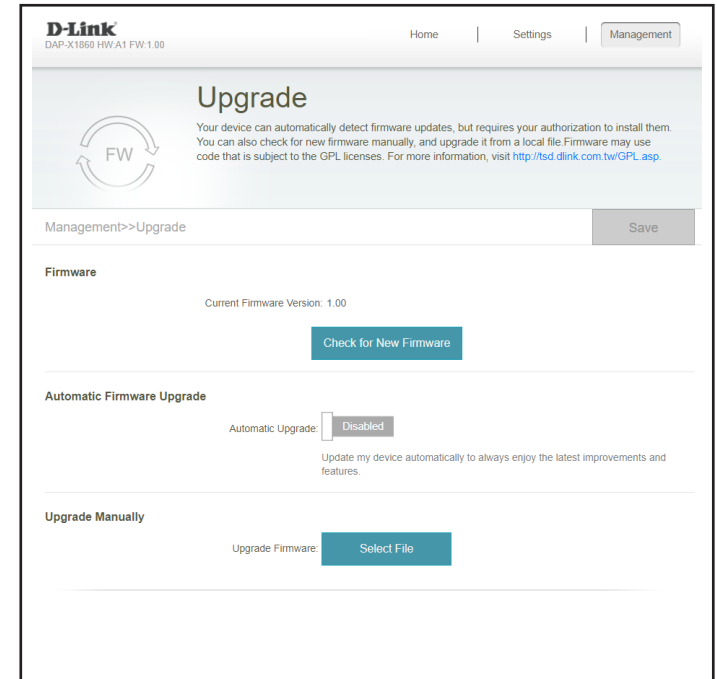 D-Link
DAP-X1860 HW:A1 FW:1.00
Home | Settings | Management
Upgrade
Your device can automatically detect firmware updates, but requires your authorization to install them.
You can also check for new firmware manually, and upgrade it from a local file.Firmware may use
code that is subject to the GPL licenses. For more information, visit http://tsd.dlink.com.tw/GPL.asp.
FW
Management>>Upgrade
Save
Firmware
Current Firmware Version: 1.00
Check for New Firmware
Automatic Firmware Upgrade
Automatic Upgrade: Disabled
Update my device automatically to always enjoy the latest improvements and
features.
Upgrade Manually
Upgrade Firmware: Select File